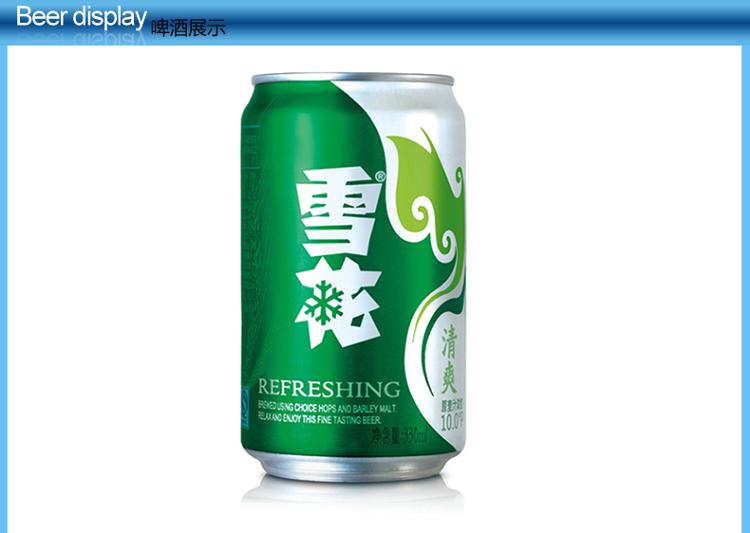 Beer display
啤酒展示
雪花®
REFRESHING
BREWED USING CHOICE HOPS AND BARLEY MALT.
RELAX AND ENJOY THIS FINE TASTING BEER.
净含量:330ml
清爽
原麦汁浓度
10.0°P